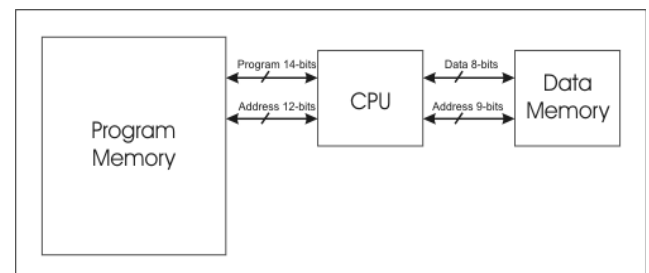 Program 14-bits
Data 8-bits
Address 12-bits
Address 9-bits
Program
Memory
CPU
Data
Memory